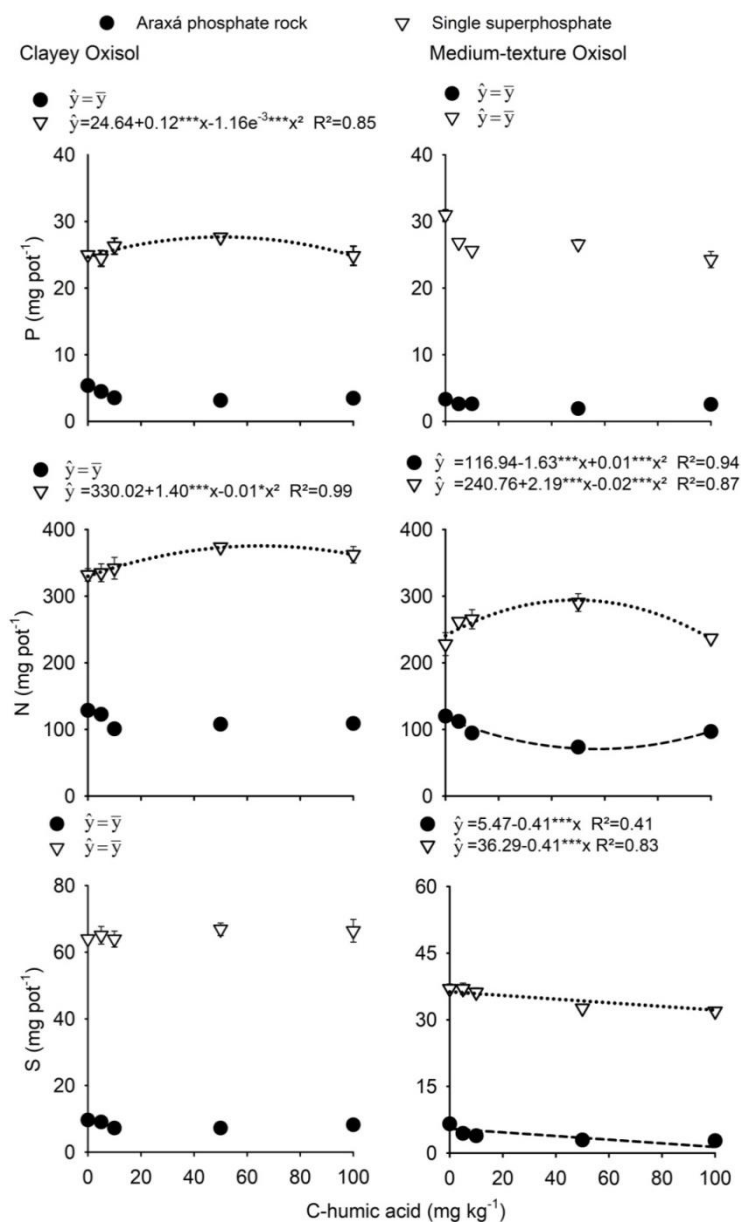 Araxá phosphate rock
Single superphosphate
Clayey Oxisol
Medium-texture Oxisol
ŷ=ȳ
ŷ=24.64+0.12***x-1.16e⁻³***x² R²=0.85
ŷ=ȳ
ŷ=ȳ
P (mg pot⁻¹)
40
30
20
10
0
40
30
20
10
0
ŷ=ȳ
ŷ=330.02+1.40***x-0.01*x² R²=0.99
ŷ=116.94-1.63***x+0.01***x² R²=0.94
ŷ=240.76+2.19***x-0.02***x² R²=0.87
N (mg pot⁻¹)
400
300
200
100
0
400
300
200
100
0
ŷ=ȳ
ŷ=ȳ
ŷ=5.47-0.41***x R²=0.41
ŷ=36.29-0.41***x R²=0.83
S (mg pot⁻¹)
80
60
40
20
0
60
45
30
15
0
0 20 40 60 80 100
0 20 40 60 80 100
C-humic acid (mg kg⁻¹)